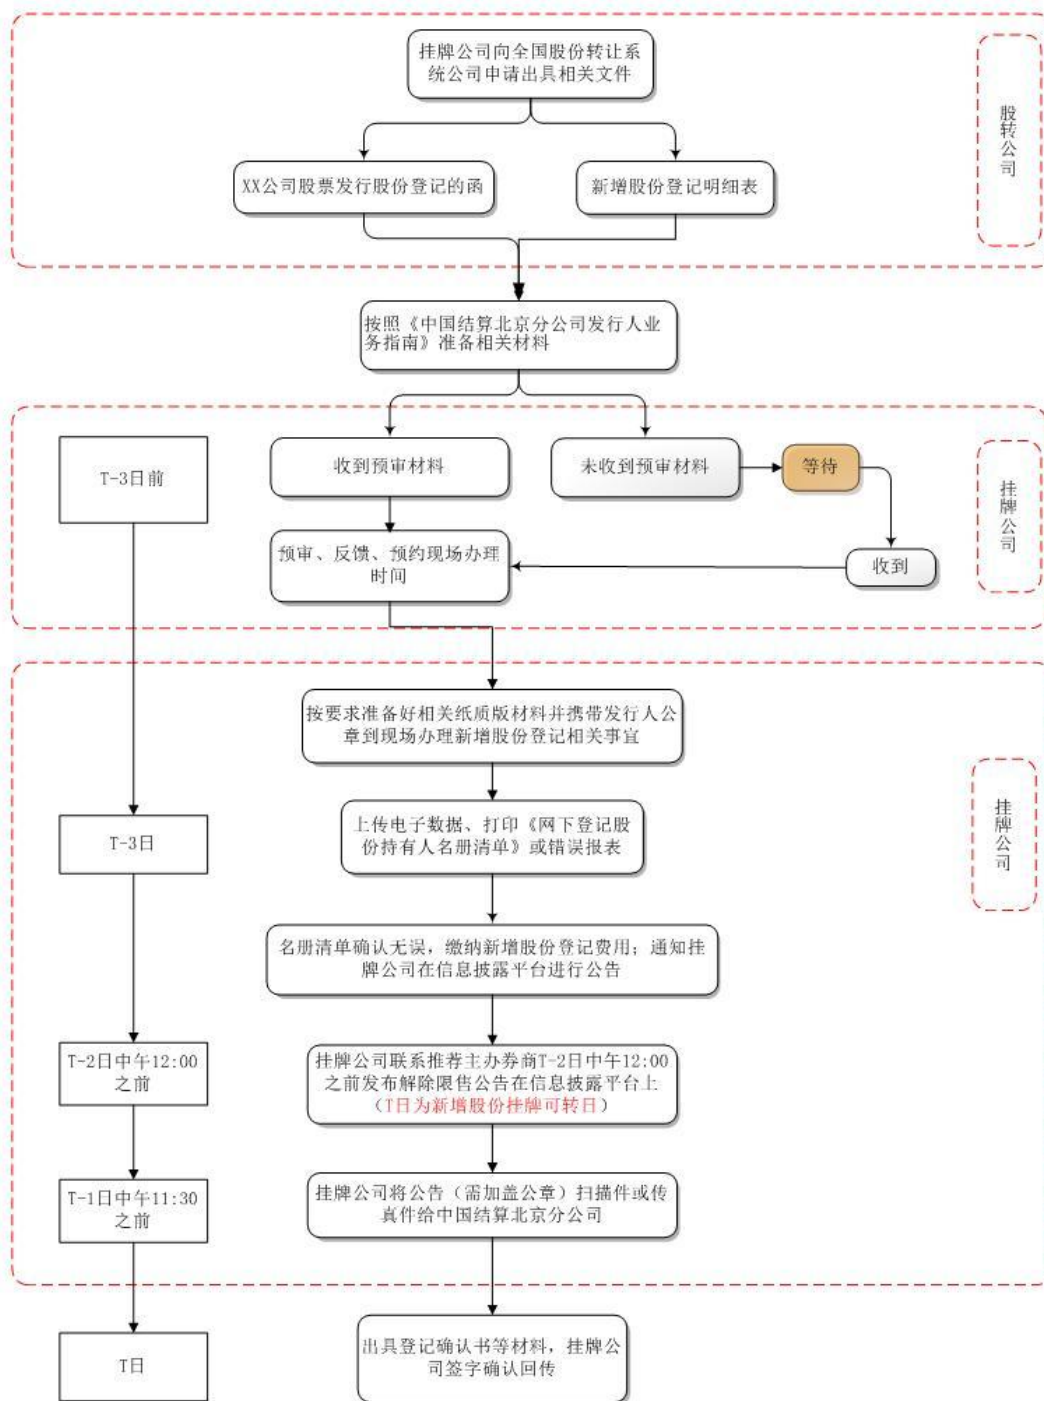 挂牌公司向全国股份转让系
统公司申请出具相关文件
股转公司
XX公司股票发行股份登记的函
新增股份登记明细表
按照《中国结算北京分公司发行人业
务指南》准备相关材料
T-3日前
收到预审材料
未收到预审材料
等待
挂牌公司
预审、反馈、预约现场办理
时间
收到
按要求准备好相关纸质版材料并携带发行人公
章到现场办理新增股份登记相关事宜
挂牌公司
T-3日
上传电子数据、打印《网下登记股
份持有人名册清单》或错误报表
名册清单确认无误，缴纳新增股份登记费用；通知挂
牌公司在信息披露平台进行公告
T-2日中午12:00
之前
挂牌公司联系推荐主办券商T-2日中午12:00
之前发布解除限售公告在信息披露平台上
（T日为新增股份挂牌可转日）
T-1日中午11:30
之前
挂牌公司将公告（需加盖公章）扫描件或传
真件给中国结算北京分公司
T日
出具登记确认书等材料，挂牌公
司签字确认回传